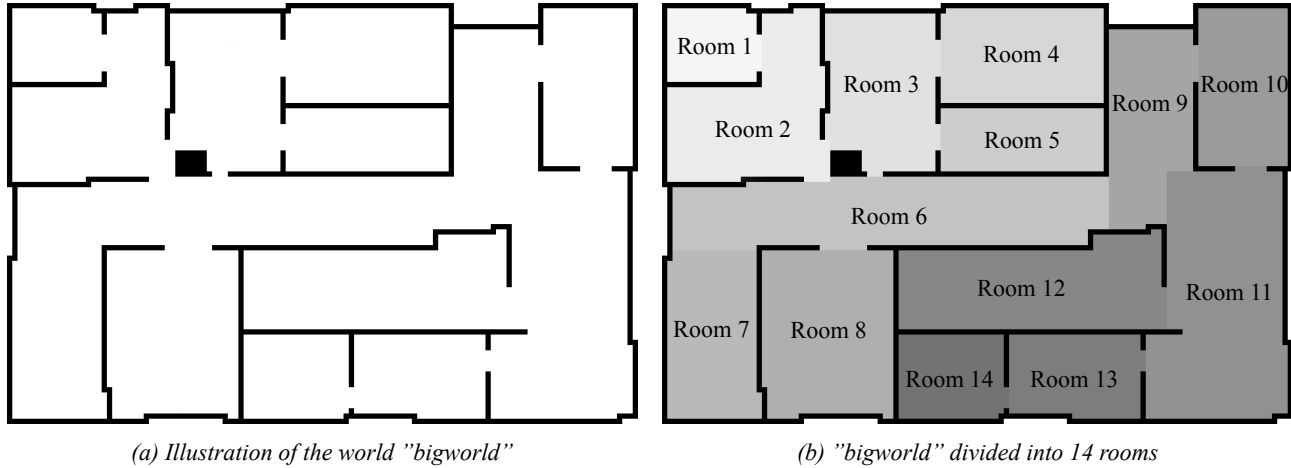 Room 1
Room 4
Room 3
Room 10
Room 9
Room 2
Room 5
Room 6
Room 12
Room 11
Room 7
Room 8
Room 14
Room 13
(a) Illustration of the world ”bigworld”
(b) ”bigworld” divided into 14 rooms